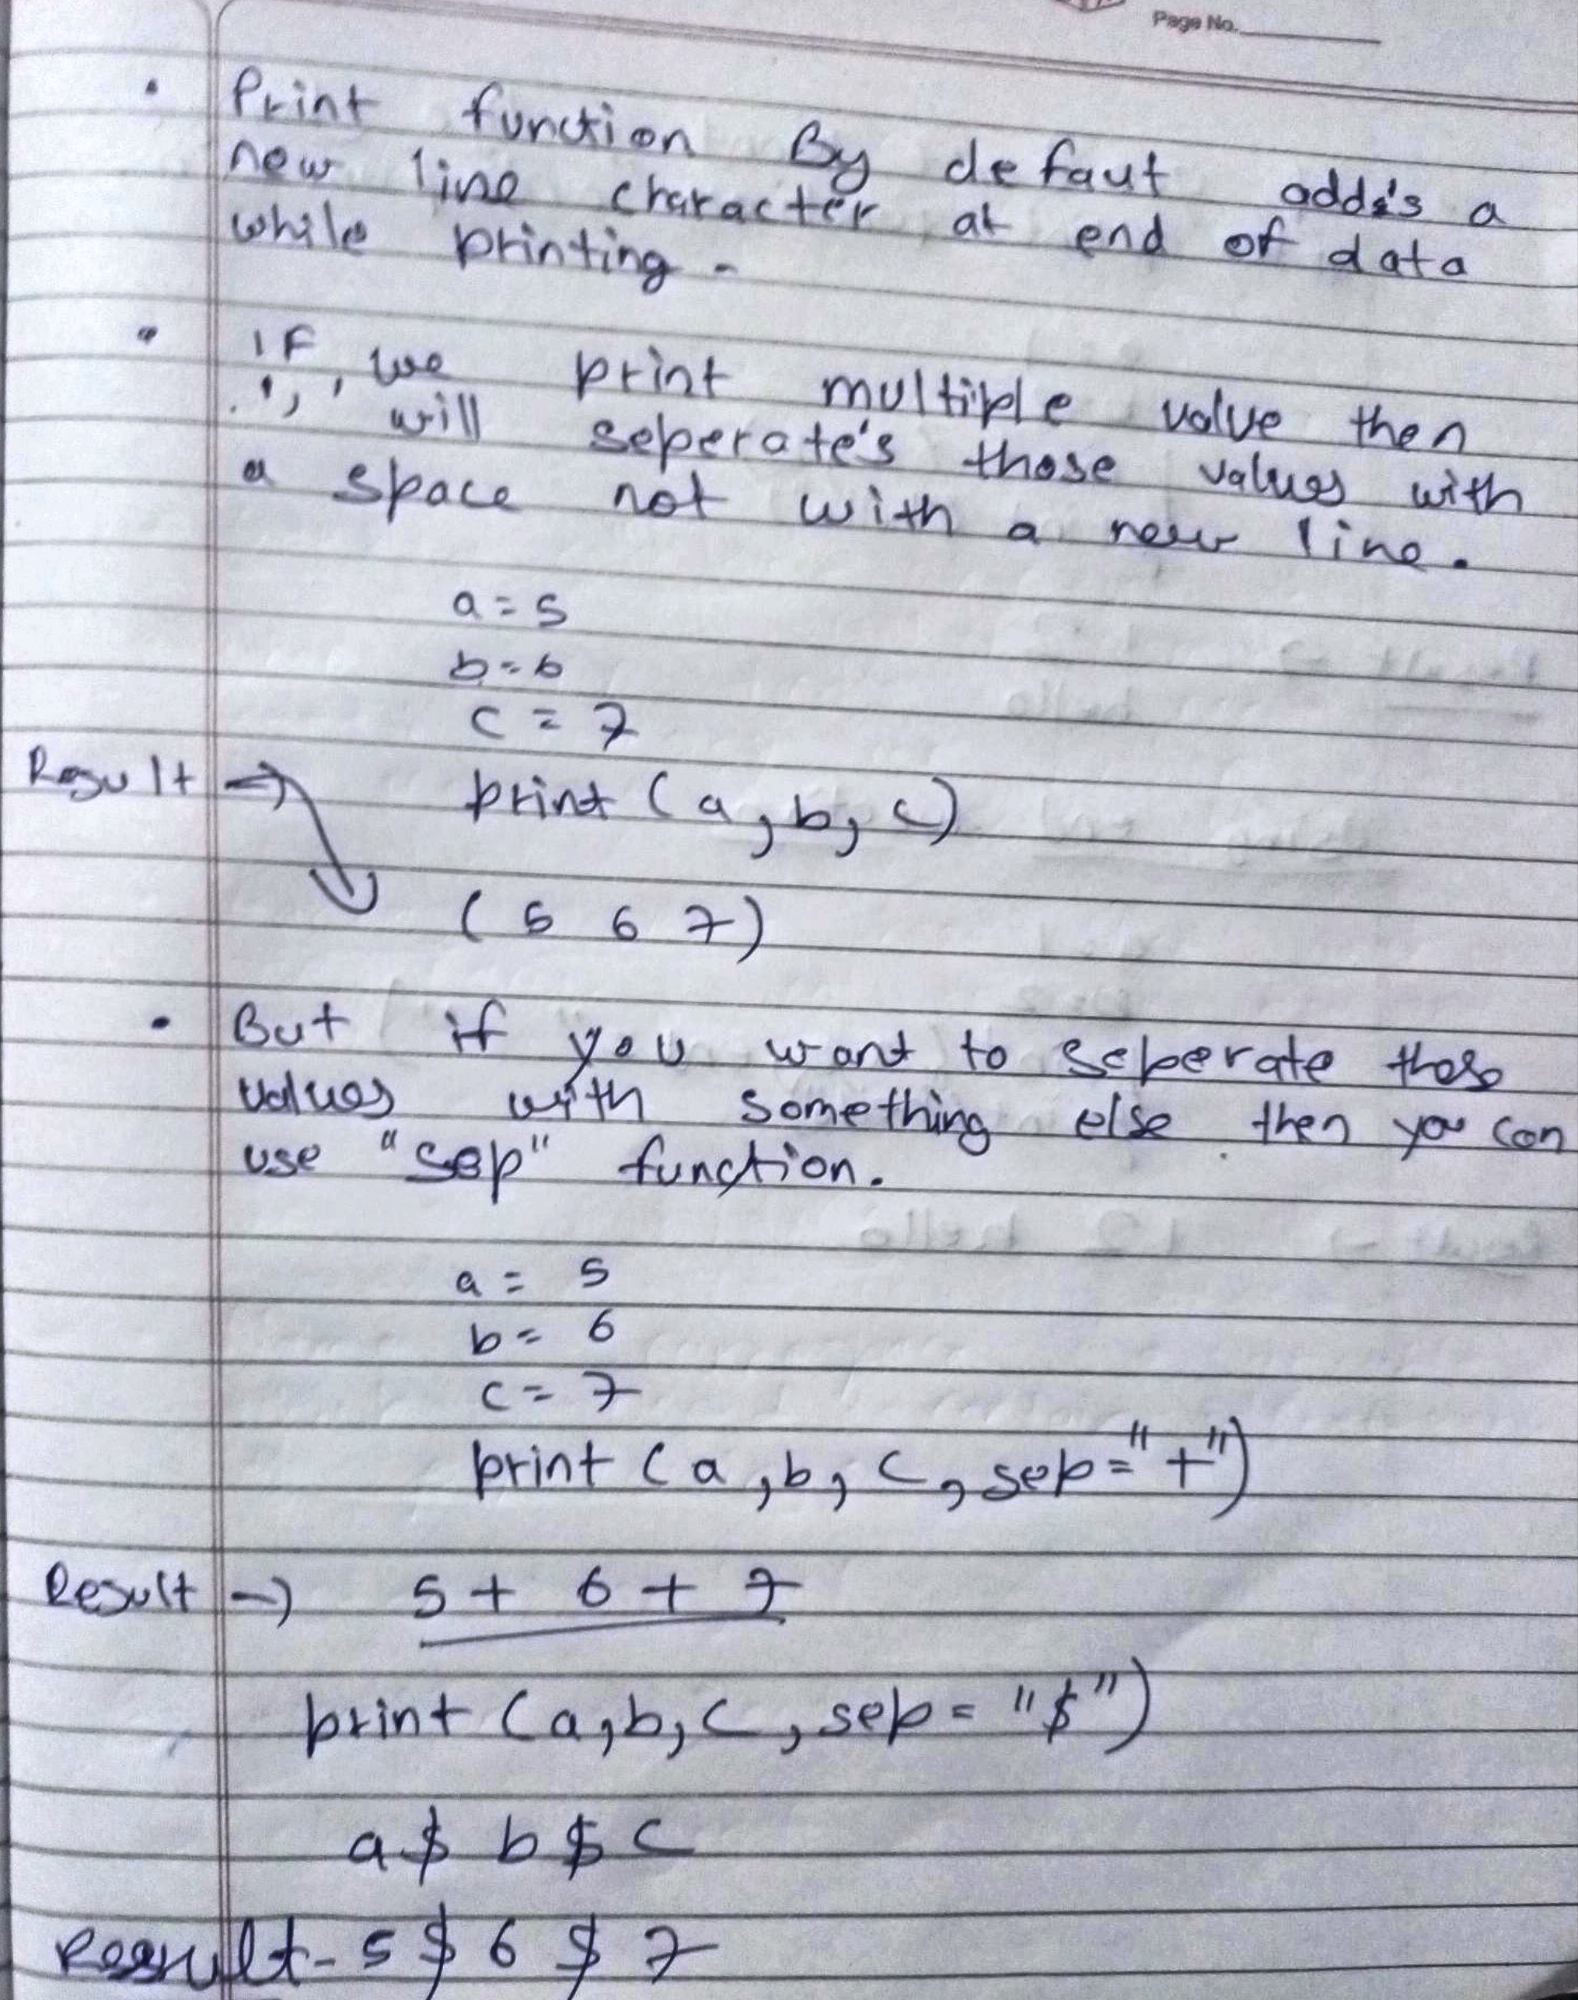 Page No.
• Print function By defaut adds's a
new line character at end of data
while printing.
• IF we print multiple value then
',' will seperate's those values with
a space not with a new line.
a = 5
b = 6
c = 7
Result → print (a, b, c)
( 5 6 7 )
• But if you want to seperate those
values with something else then you can
use "sep" function.
a = 5
b = 6
c = 7
print (a, b, c, sep="+")
Result → 5 + 6 + 7
print (a, b, c, sep = "$")
a $ b $ c
Result - 5 $ 6 $ 7